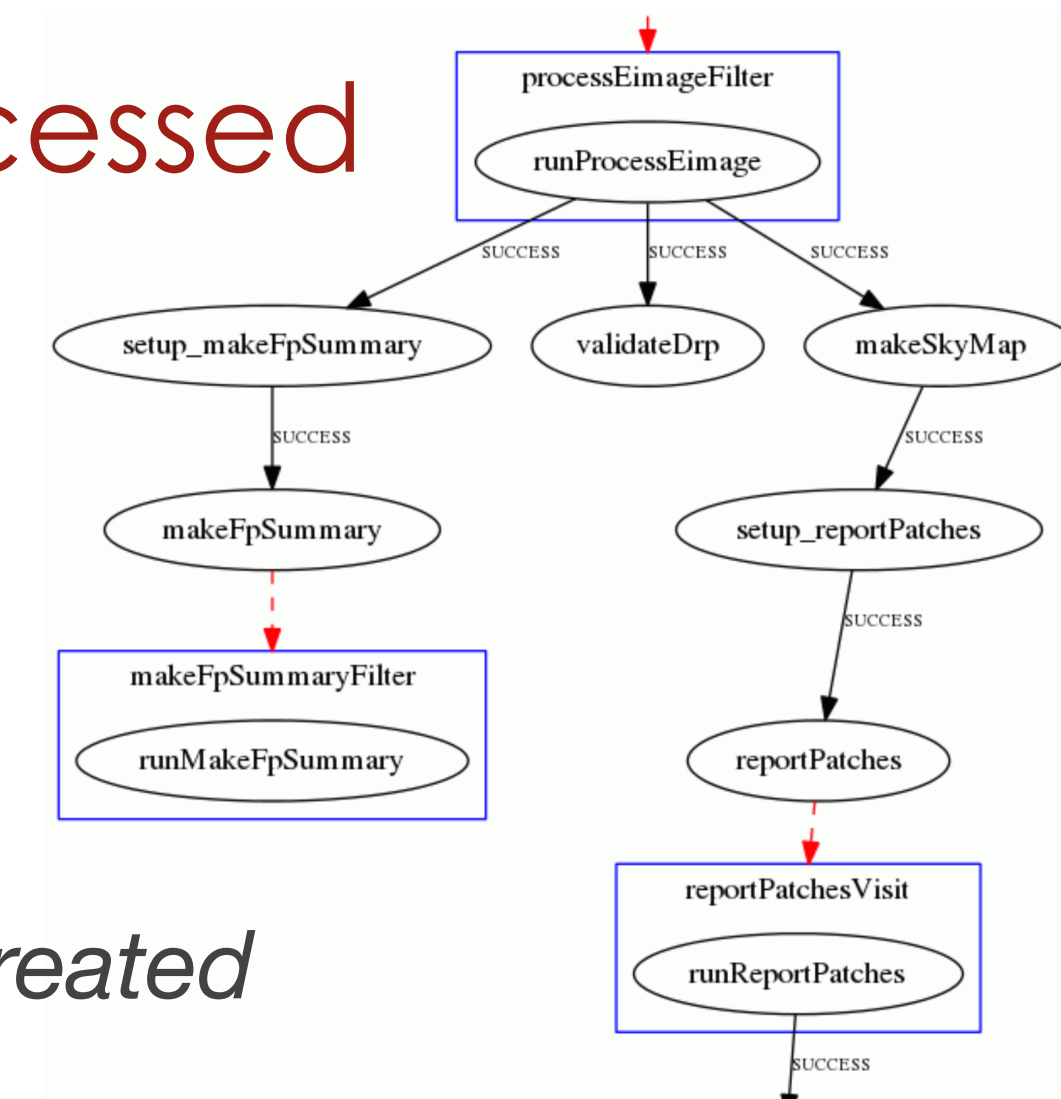 processEimageFilter
cessed
runProcessEimage
SUCCESS
SUCCESS
SUCCESS
setup_makeFpSummary
validateDrp
makeSkyMap
SUCCESS
SUCCESS
makeFpSummary
setup_reportPatches
SUCCESS
makeFpSummaryFilter
runMakeFpSummary
reportPatches
reportPatchesVisit
reated
runReportPatches
SUCCESS